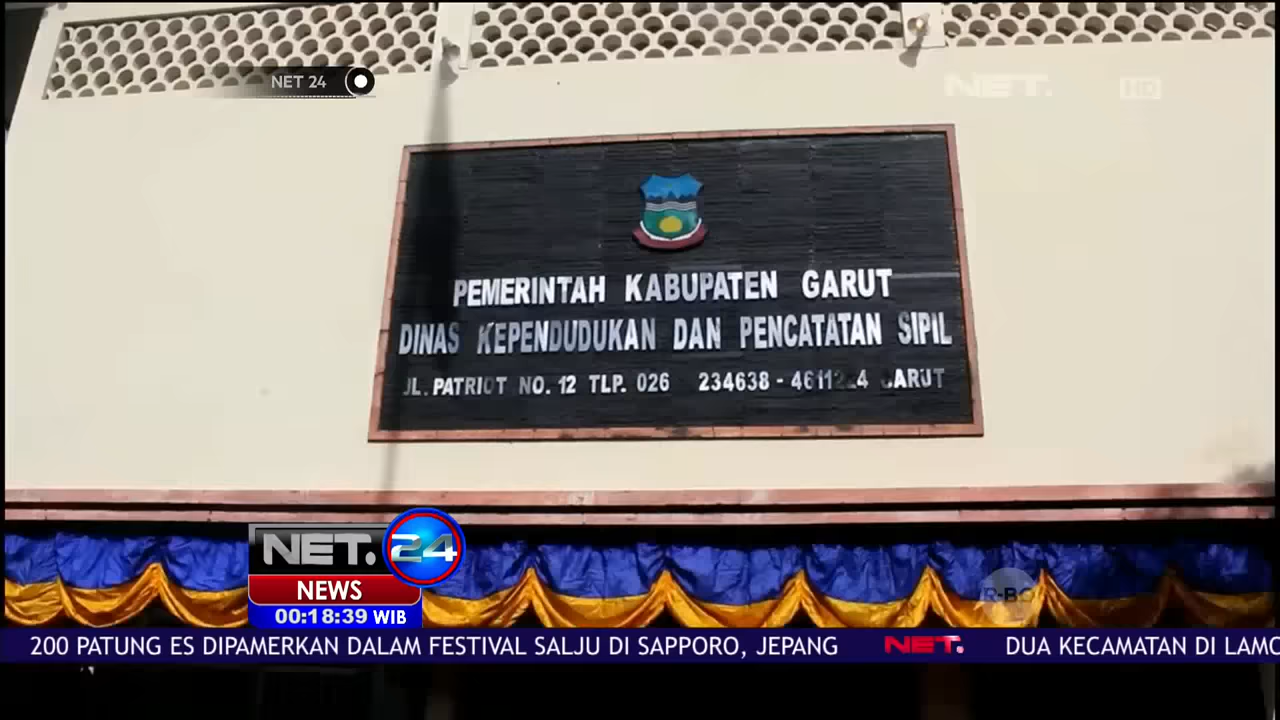 NET 24
NET. HD
PEMERINTAH KABUPATEN GARUT
DINAS KEPENDUDUKAN DAN PENCATATAN SIPIL
JL. PATRIOT NO. 12 TLP. 026 234638 - GARUT
NET. 24
NEWS
00:18:39 WIB
R-BO
200 PATUNG ES DIPAMERKAN DALAM FESTIVAL SALJU DI SAPPORO, JEPANG NET. DUA KECAMATAN DI